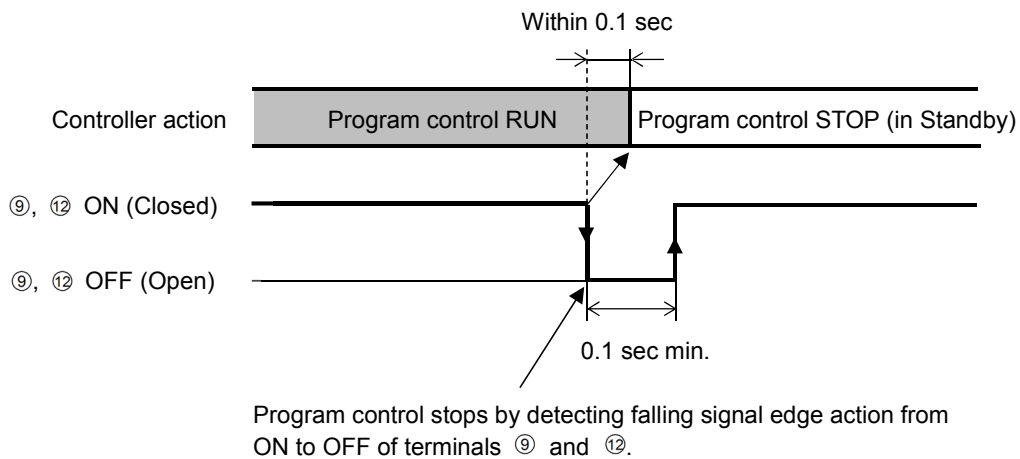 Within 0.1 sec
Controller action
Program control RUN
Program control STOP (in Standby)
⑨, ⑫ ON (Closed)
⑨, ⑫ OFF (Open)
0.1 sec min.
Program control stops by detecting falling signal edge action from
ON to OFF of terminals ⑨ and ⑫.